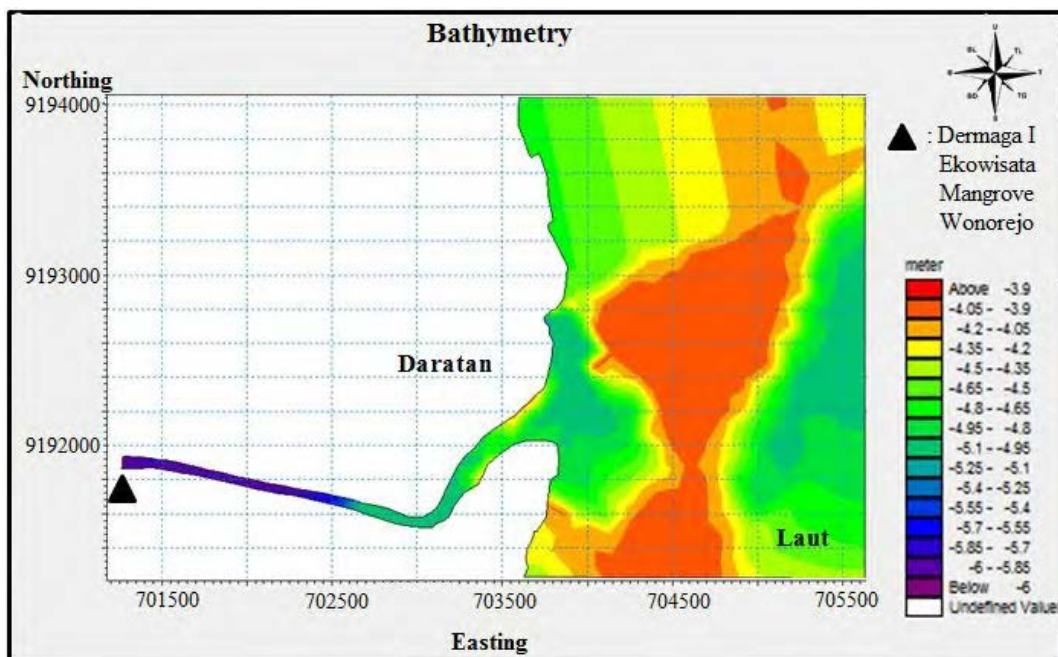 Bathymetry
Northing
9194000
9193000
9192000
Daratan
Laut
701500 702500 703500 704500 705500
Easting
U
BL TL
B T
BD TG
S
: Dermaga I
Ekowisata
Mangrove
Wonorejo
meter
Above -3.9
-4.05 - -3.9
-4.2 - -4.05
-4.35 - -4.2
-4.5 - -4.35
-4.65 - -4.5
-4.8 - -4.65
-4.95 - -4.8
-5.1 - -4.95
-5.25 - -5.1
-5.4 - -5.25
-5.55 - -5.4
-5.7 - -5.55
-5.85 - -5.7
-6 - -5.85
Below -6
Undefined Value